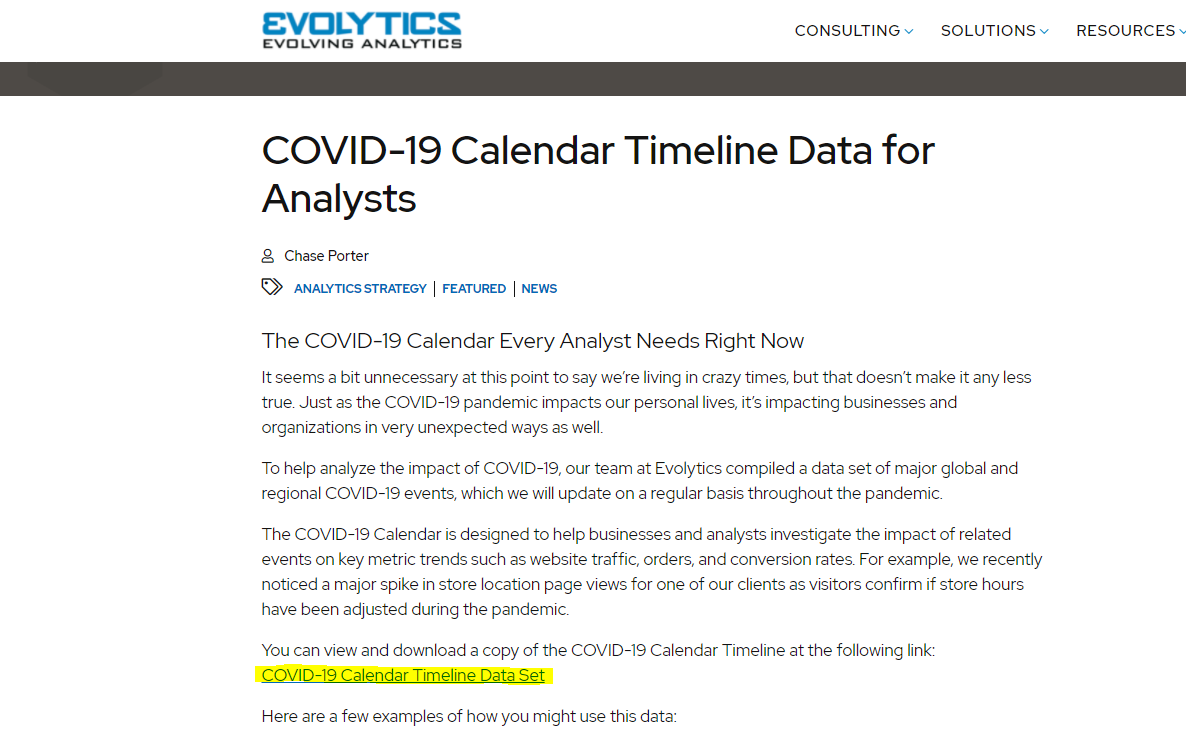 EVOLYTICS
EVOLVING ANALYTICS
CONSULTING
SOLUTIONS
RESOURCES
COVID-19 Calendar Timeline Data for
Analysts
Chase Porter
ANALYTICS STRATEGY | FEATURED | NEWS
The COVID-19 Calendar Every Analyst Needs Right Now
It seems a bit unnecessary at this point to say we’re living in crazy times, but that doesn’t make it any less
true. Just as the COVID-19 pandemic impacts our personal lives, it’s impacting businesses and
organizations in very unexpected ways as well.
To help analyze the impact of COVID-19, our team at Evolytics compiled a data set of major global and
regional COVID-19 events, which we will update on a regular basis throughout the pandemic.
The COVID-19 Calendar is designed to help businesses and analysts investigate the impact of related
events on key metric trends such as website traffic, orders, and conversion rates. For example, we recently
noticed a major spike in store location page views for one of our clients as visitors confirm if store hours
have been adjusted during the pandemic.
You can view and download a copy of the COVID-19 Calendar Timeline at the following link:
COVID-19 Calendar Timeline Data Set
Here are a few examples of how you might use this data: